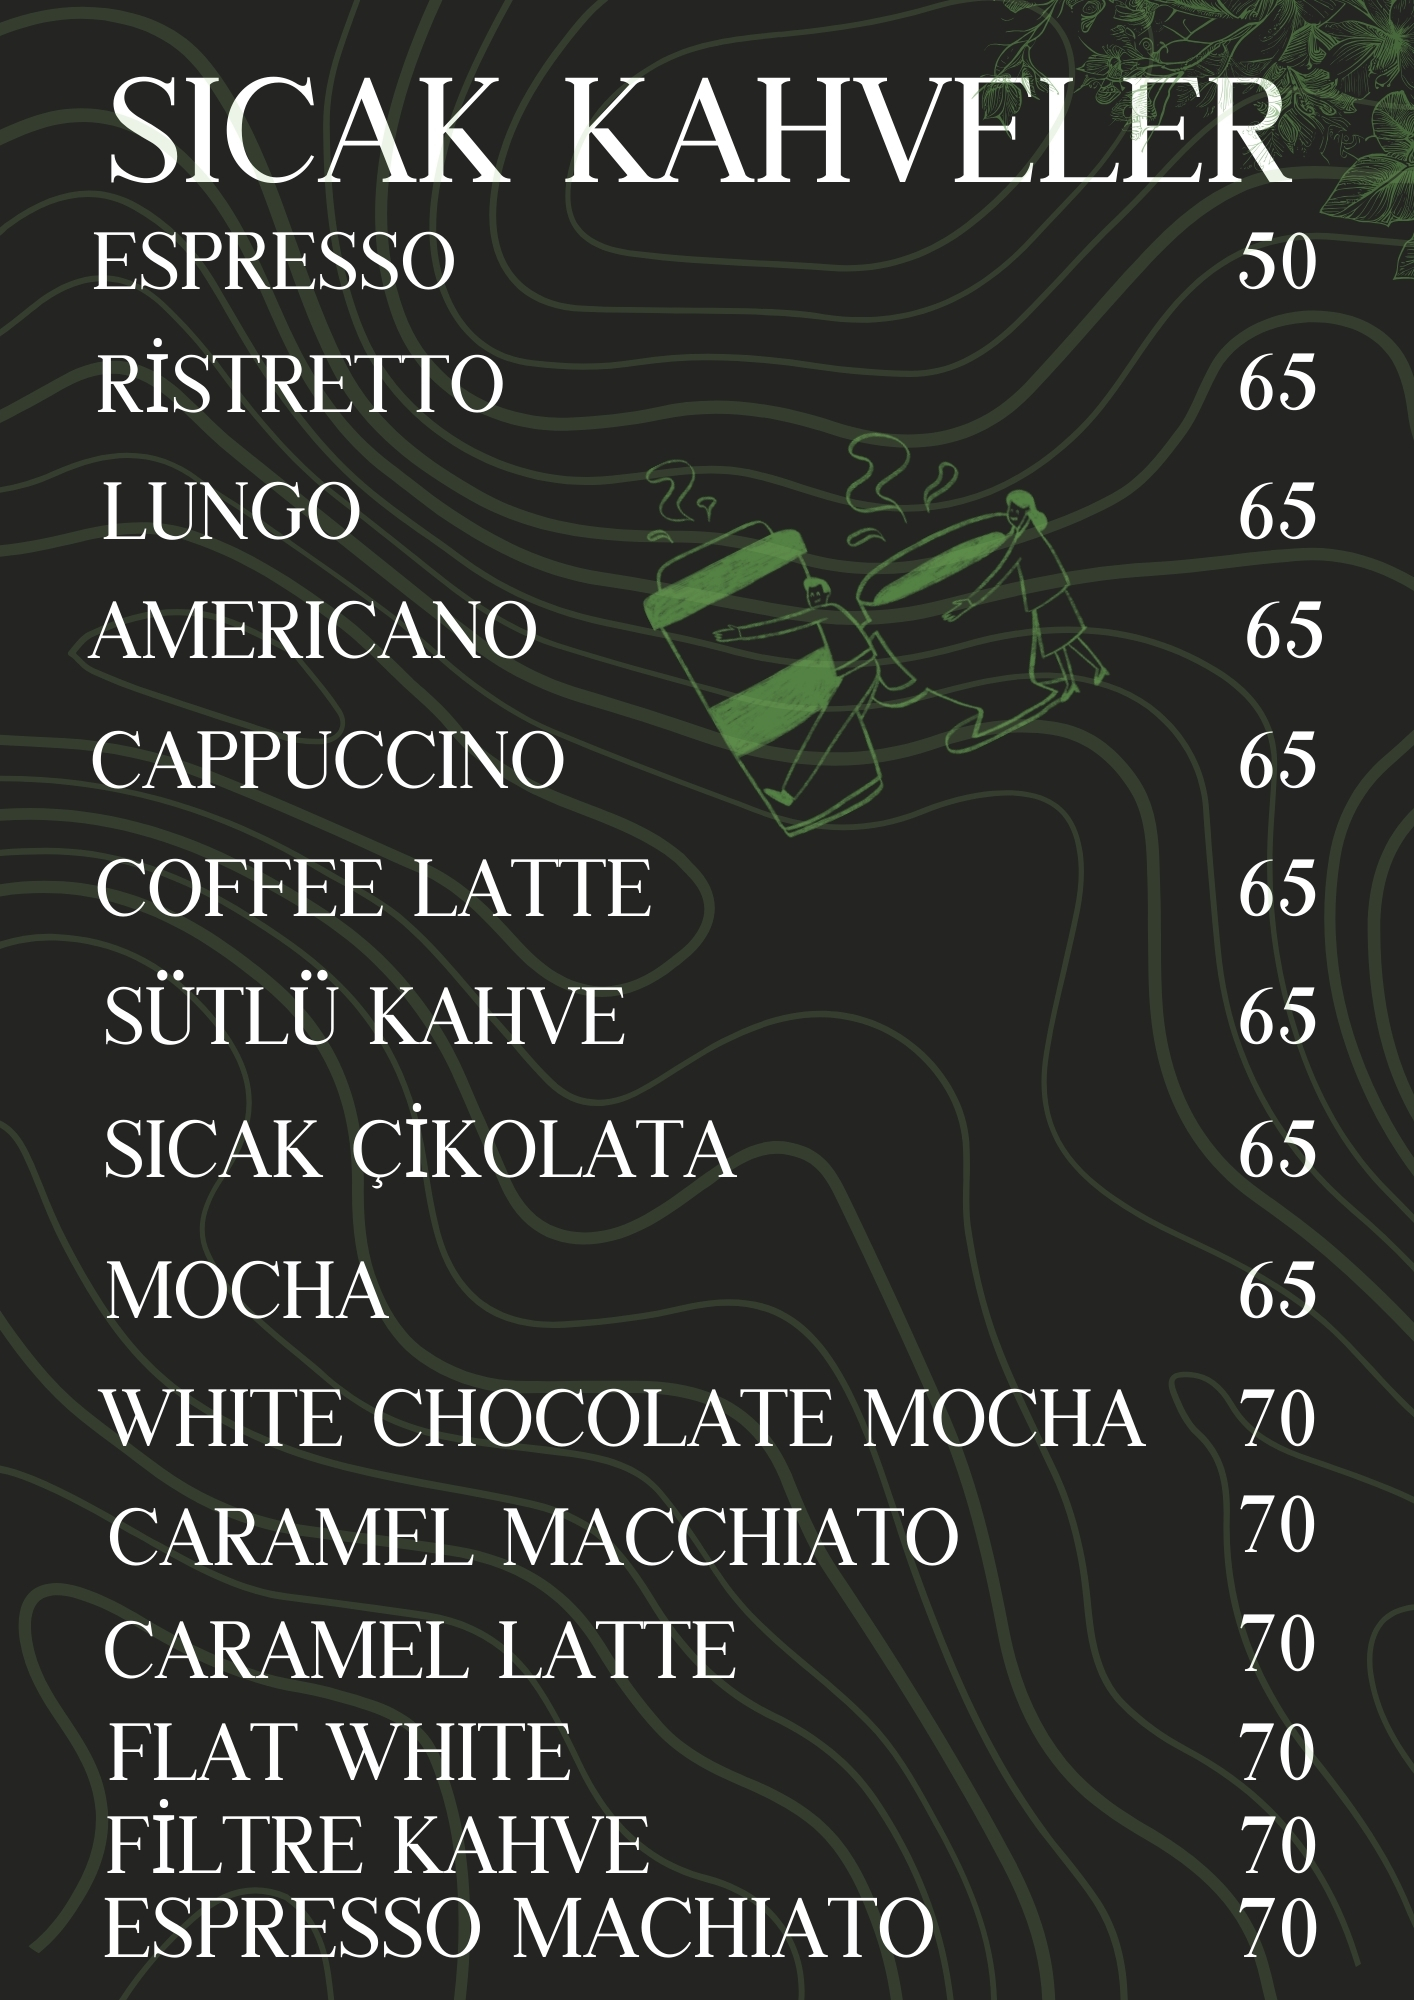 SICAK KAHVELER
ESPRESSO 50
RİSTRETTO 65
LUNGO 65
AMERICANO 65
CAPPUCCINO 65
COFFEE LATTE 65
SÜTLÜ KAHVE 65
SICAK ÇİKOLATA 65
MOCHA 65
WHITE CHOCOLATE MOCHA 70
CARAMEL MACCHIATO 70
CARAMEL LATTE 70
FLAT WHITE 70
FİLTRE KAHVE 70
ESPRESSO MACHIATO 70